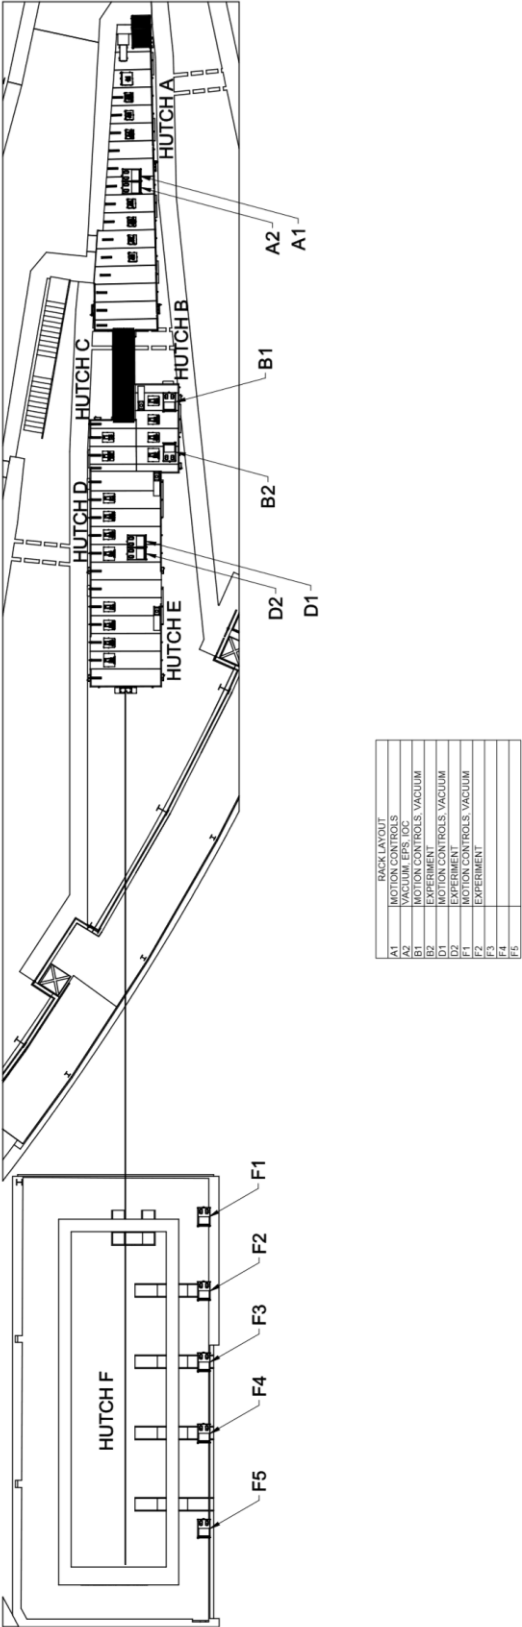 HUTCH A
A2
A1
HUTCH B
HUTCH C
B1
B2
HUTCH D
D2
D1
HUTCH E
HUTCH F
F1
F2
F3
F4
F5
RACK LAYOUT
A1 MOTION CONTROLS
A2 VACUUM, EPS, IOC
B1 MOTION CONTROLS, VACUUM
B2 EXPERIMENT
D1 MOTION CONTROLS, VACUUM
D2 EXPERIMENT
F1 MOTION CONTROLS, VACUUM
F2 EXPERIMENT
F3
F4
F5